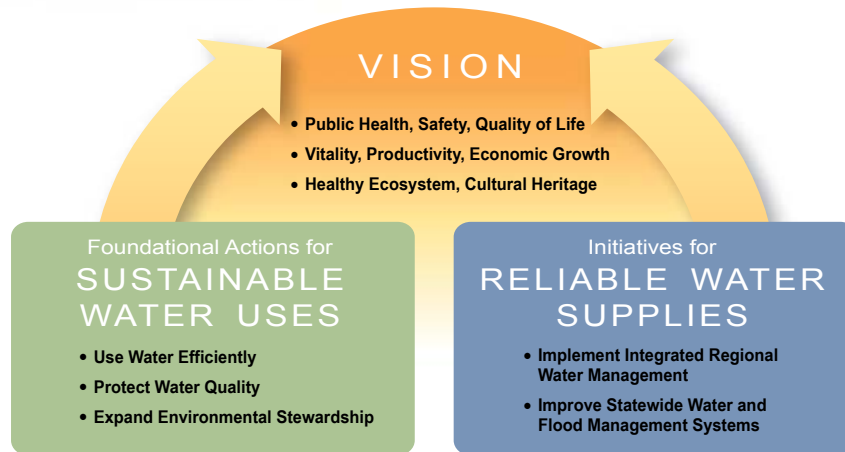 VISION
• Public Health, Safety, Quality of Life
• Vitality, Productivity, Economic Growth
• Healthy Ecosystem, Cultural Heritage
Foundational Actions for
SUSTAINABLE
WATER USES
• Use Water Efficiently
• Protect Water Quality
• Expand Environmental Stewardship
Initiatives for
RELIABLE WATER
SUPPLIES
• Implement Integrated Regional
Water Management
• Improve Statewide Water and
Flood Management Systems